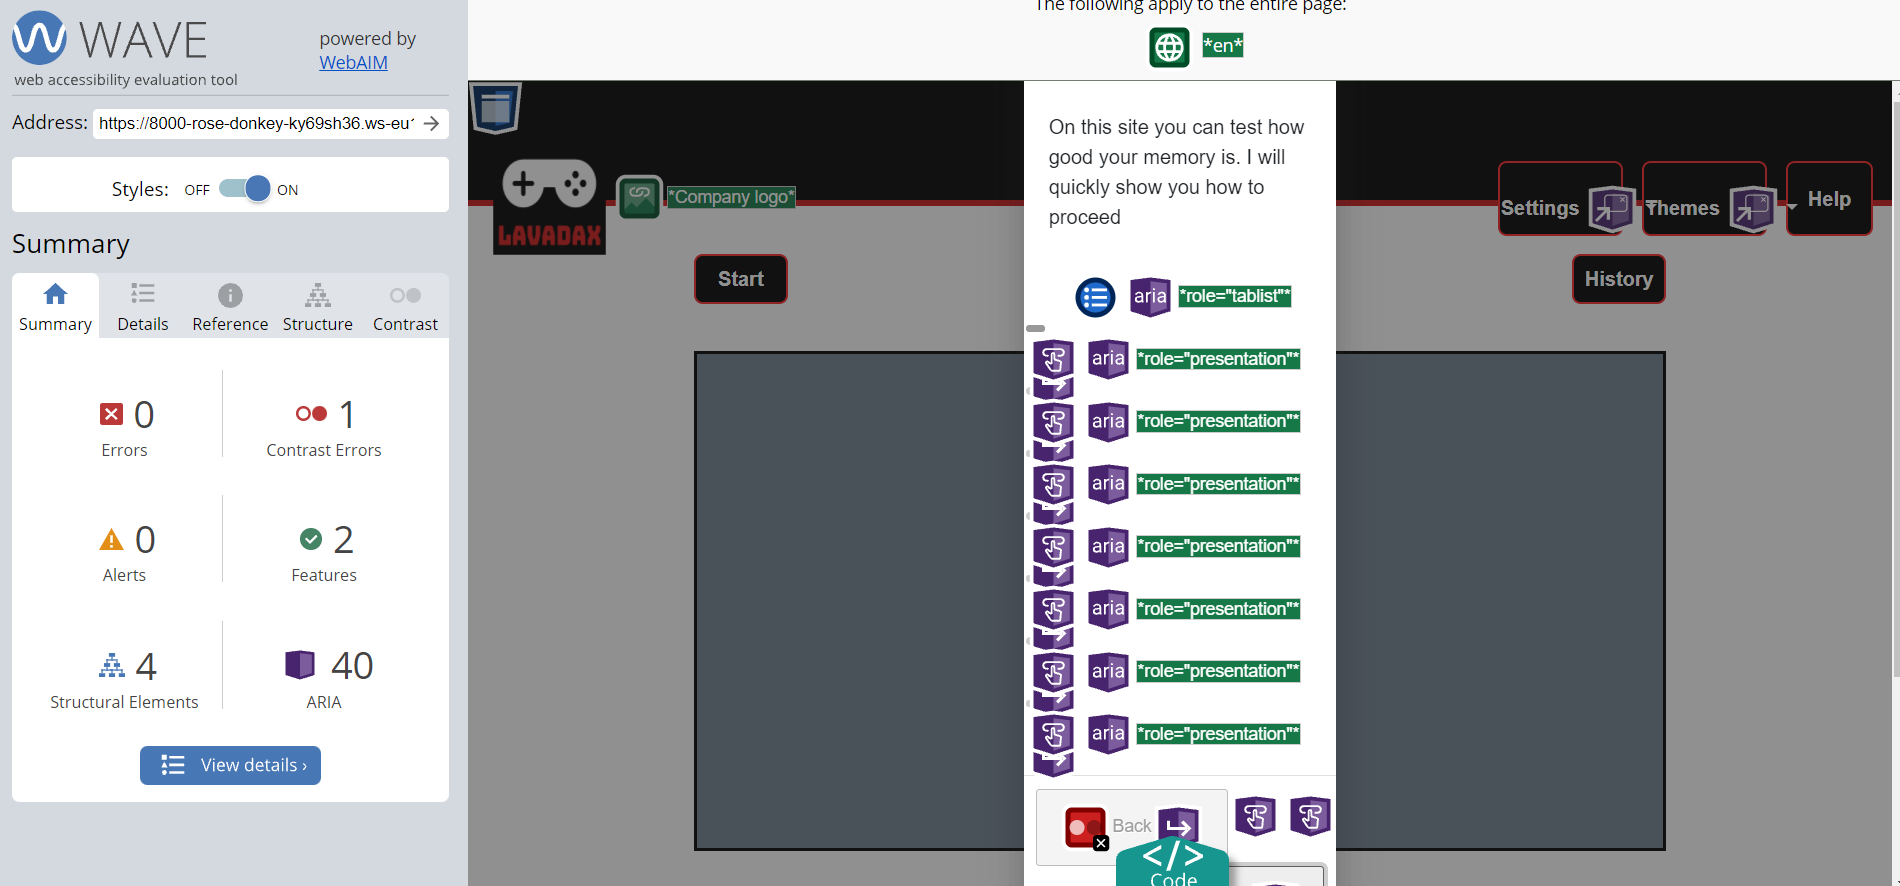 WAVE
web accessibility evaluation tool
powered by
WebAIM
Address: https://8000-rose-donkey-ky69sh36.ws-eu
Styles: OFF ON
Summary
Summary
Details
Reference
Structure
Contrast
0
Errors
1
Contrast Errors
0
Alerts
2
Features
4
Structural Elements
40
ARIA
View details ›
The following apply to the entire page:
*en*
LAVADAX
*Company logo*
Settings
Themes
Help
Start
History
On this site you can test how
good your memory is. I will
quickly show you how to
proceed
aria *role="tablist"*
aria *role="presentation"*
aria *role="presentation"*
aria *role="presentation"*
aria *role="presentation"*
aria *role="presentation"*
aria *role="presentation"*
aria *role="presentation"*
Back
</>
Code